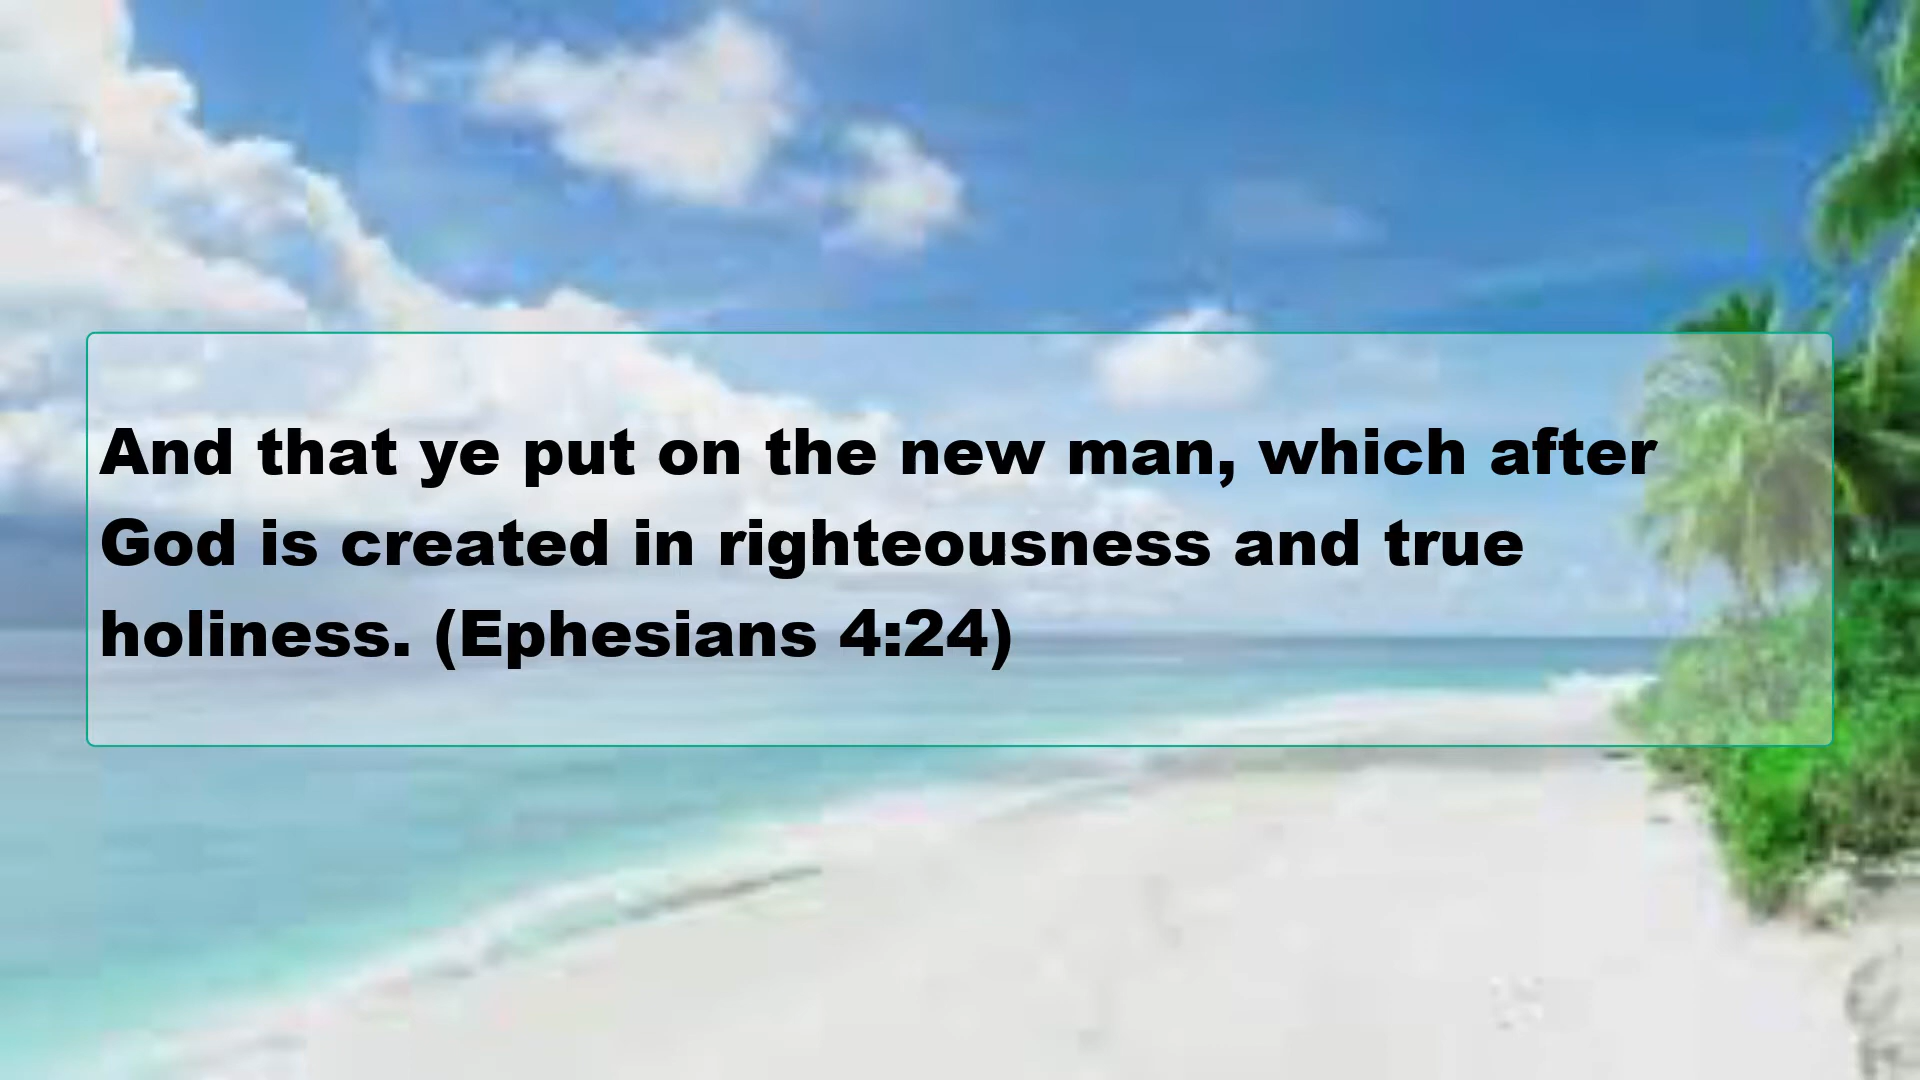 And that ye put on the new man, which after
God is created in righteousness and true
holiness. (Ephesians 4:24)